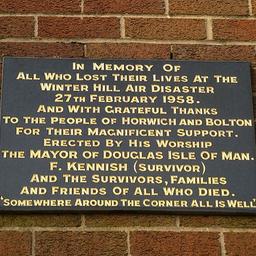 IN MEMORY OF
ALL WHO LOST THEIR LIVES AT THE
WINTER HILL AIR DISASTER
27TH FEBRUARY 1958.
AND WITH GRATEFUL THANKS
TO THE PEOPLE OF HORWICH AND BOLTON
FOR THEIR MAGNIFICENT SUPPORT.
ERECTED BY HIS WORSHIP
THE MAYOR OF DOUGLAS ISLE OF MAN.
F. KENNISH (SURVIVOR)
AND THE SURVIVORS, FAMILIES
AND FRIENDS OF ALL WHO DIED.
'SOMEWHERE AROUND THE CORNER ALL IS WELL'